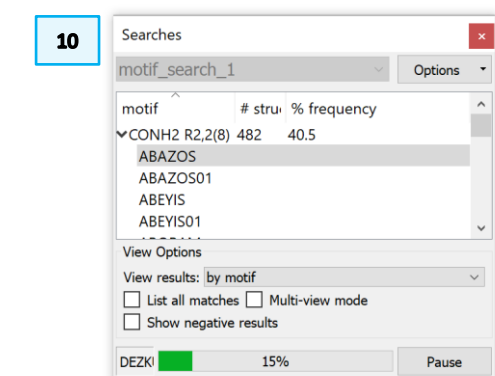 10
Searches
motif_search_1 Options
motif # stru % frequency
CONH2 R2,2(8) 482 40.5
ABAZOS
ABAZOS01
ABEYIS
ABEYIS01
View Options
View results: by motif
List all matches Multi-view mode
Show negative results
DEZK 15% Pause